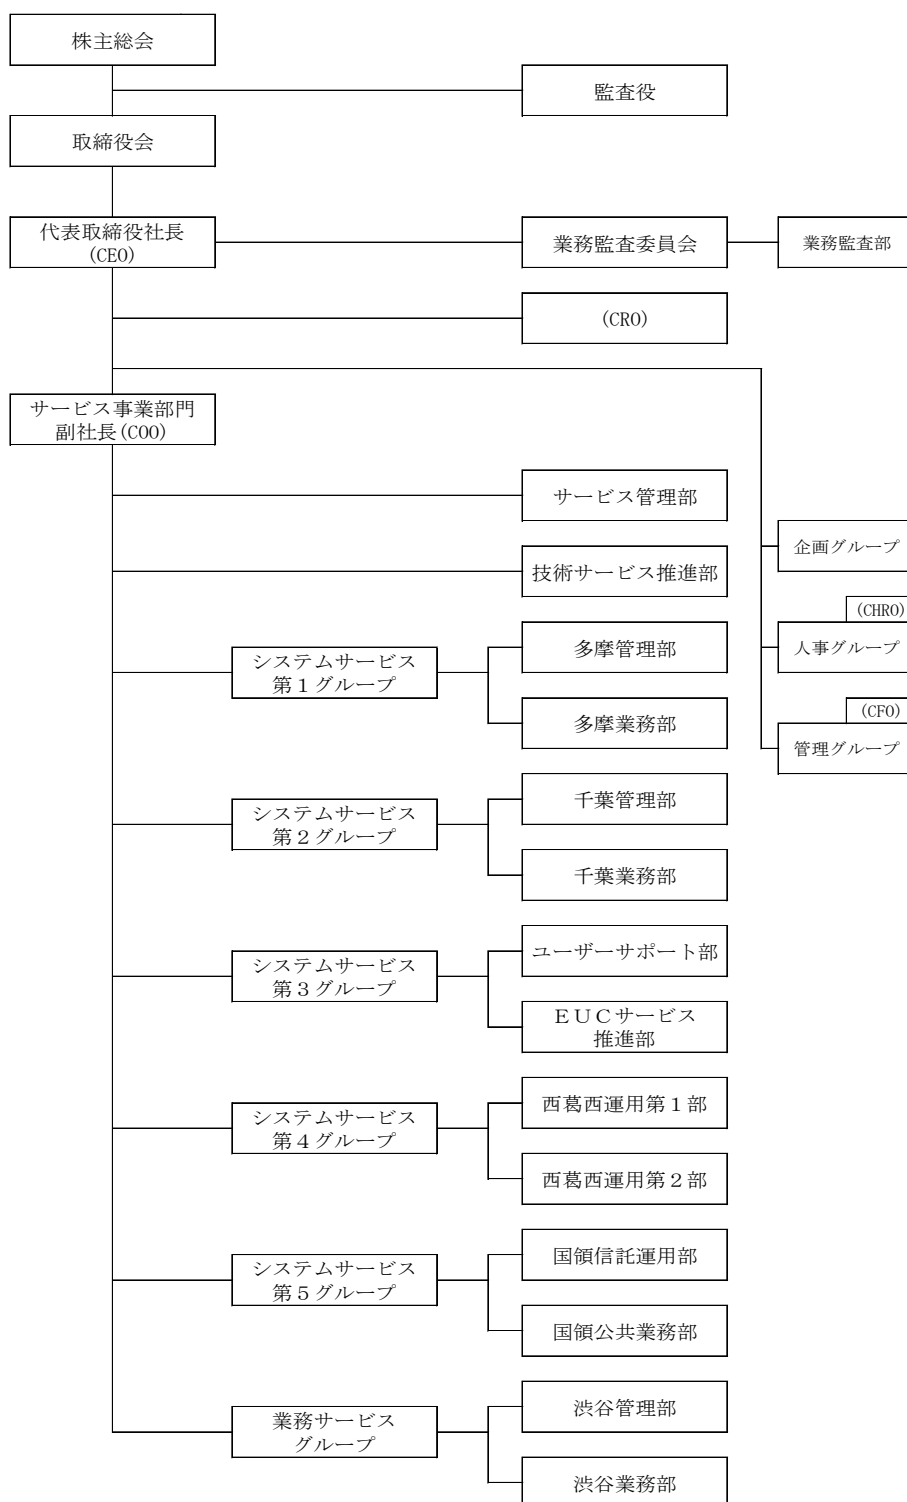 株主総会
監査役
取締役会
代表取締役社長
(CEO)
業務監査委員会
業務監査部
(CRO)
サービス事業部門
副社長(COO)
サービス管理部
企画グループ
技術サービス推進部
(CHRO)
人事グループ
システムサービス
第１グループ
多摩管理部
多摩業務部
(CFO)
管理グループ
システムサービス
第２グループ
千葉管理部
千葉業務部
システムサービス
第３グループ
ユーザーサポート部
ＥＵＣサービス
推進部
システムサービス
第４グループ
西葛西運用第１部
西葛西運用第２部
システムサービス
第５グループ
国領信託運用部
国領公共業務部
業務サービス
グループ
渋谷管理部
渋谷業務部